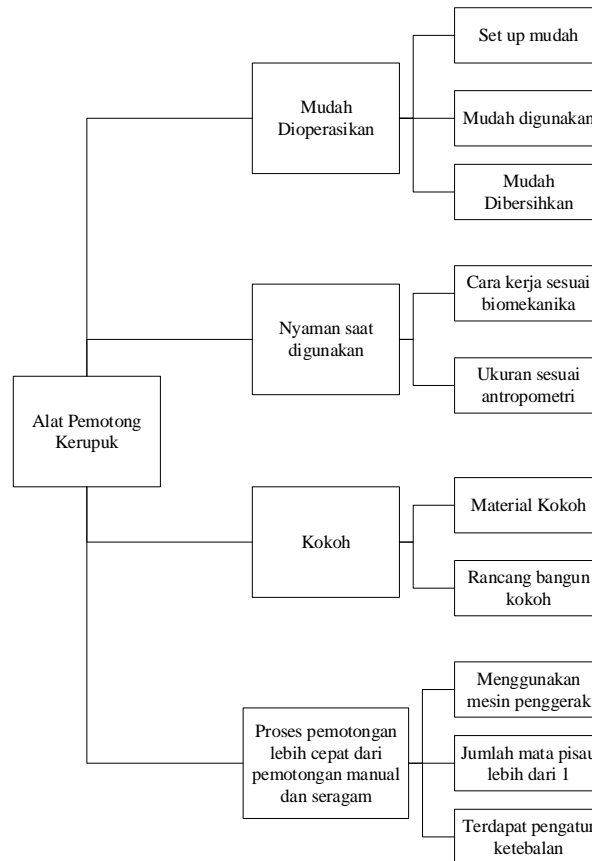 Alat Pemotong
Kerupuk
Mudah
Dioperasikan
Set up mudah
Mudah digunakan
Mudah
Dibersihkan
Nyaman saat
digunakan
Cara kerja sesuai
biomekanika
Ukuran sesuai
antropometri
Kokoh
Material Kokoh
Rancang bangun
kokoh
Proses pemotongan
lebih cepat dari
pemotongan manual
dan seragam
Menggunakan
mesin penggerak
Jumlah mata pisau
lebih dari 1
Terdapat pengatur
ketebalan